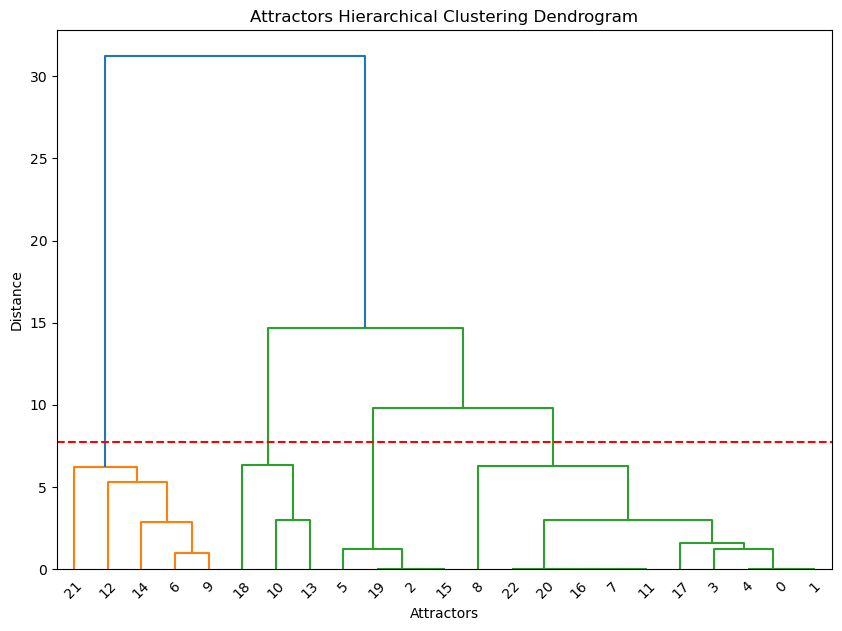 Attractors Hierarchical Clustering Dendrogram
30
25
20
15
10
5
0
Distance
21 12 14 6 9 18 10 13 5 19 2 15 8 22 20 16 7 11 17 3 4 0 1
Attractors